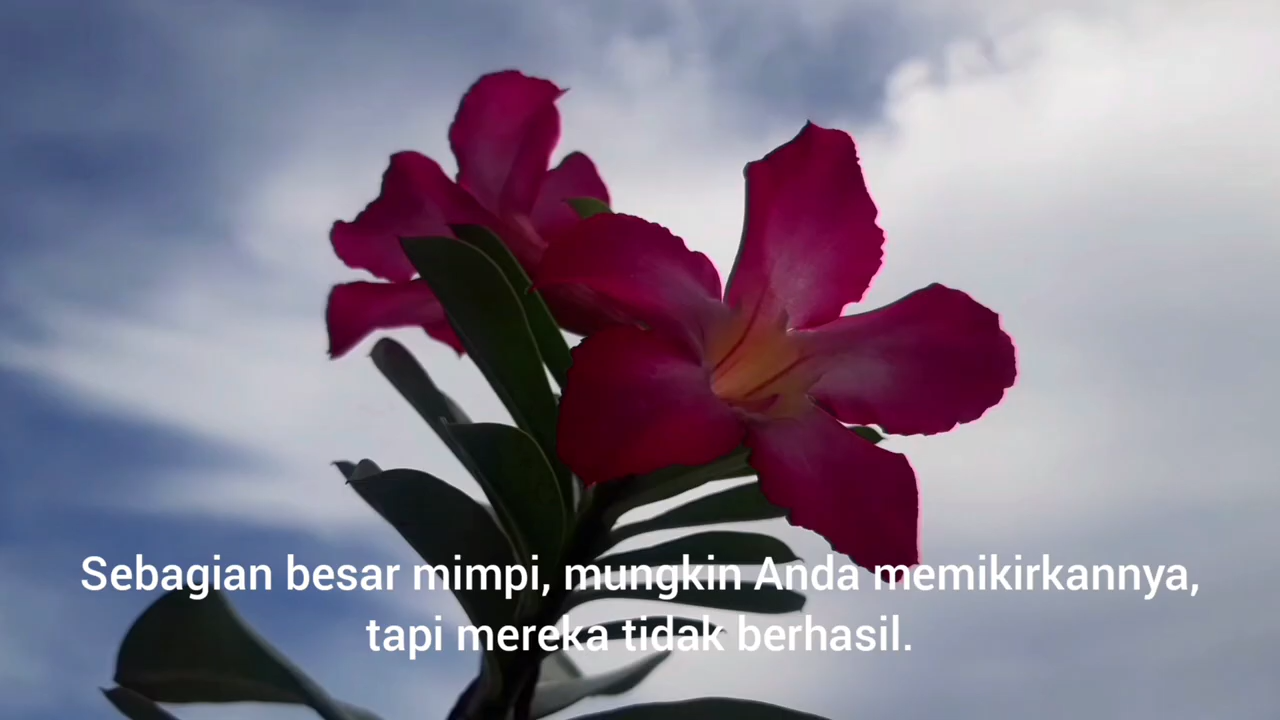 Sebagian besar mimpi, mungkin Anda memikirkannya,
tapi mereka tidak berhasil.